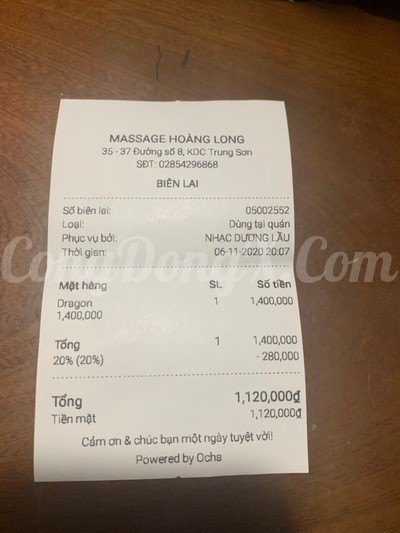 MASSAGE HOÀNG LONG
35 - 37 Đường số 8, KDC Trung Sơn
SĐT: 02854296868
BIÊN LAI
Số biên lai: 05002552
Loại: Dùng tại quán
Phục vụ bởi: NHẠC DƯƠNG LẦU
Thời gian: 06-11-2020 20:07
Mặt hàng SL Số tiền
Dragon 1 1,400,000
1,400,000
Tổng 1 1,400,000
20% (20%) - 280,000
Tổng 1,120,000₫
Tiền mặt 1,120,000₫
Cảm ơn & chúc bạn một ngày tuyệt vời!
Powered by Ocha